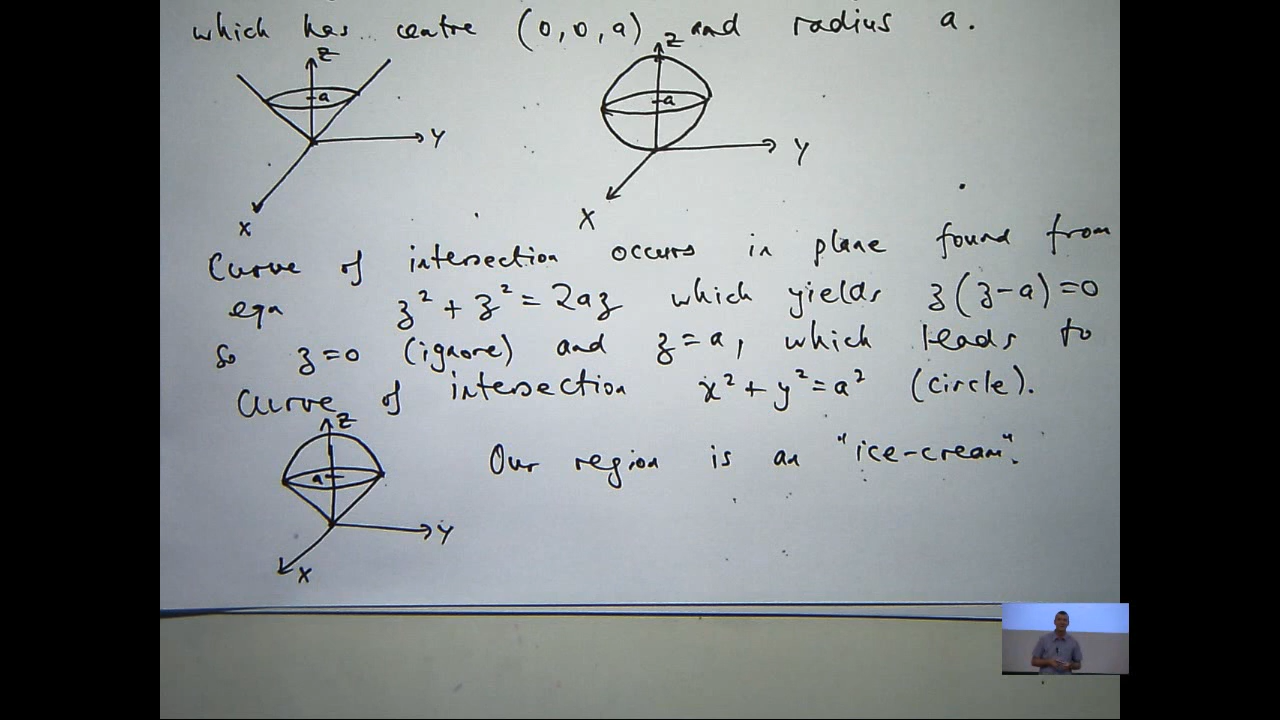 which has centre (0,0,a) and radius a.
z
z
a
a
y
y
x
x
Curve of intersection occurs in plane found from
eqn z² + z² = 2az which yields z(z-a)=0
so z=0 (ignore) and z=a, which leads to
curve of intersection x² + y² = a² (circle).
z
Our region is an "ice-cream".
a
y
x